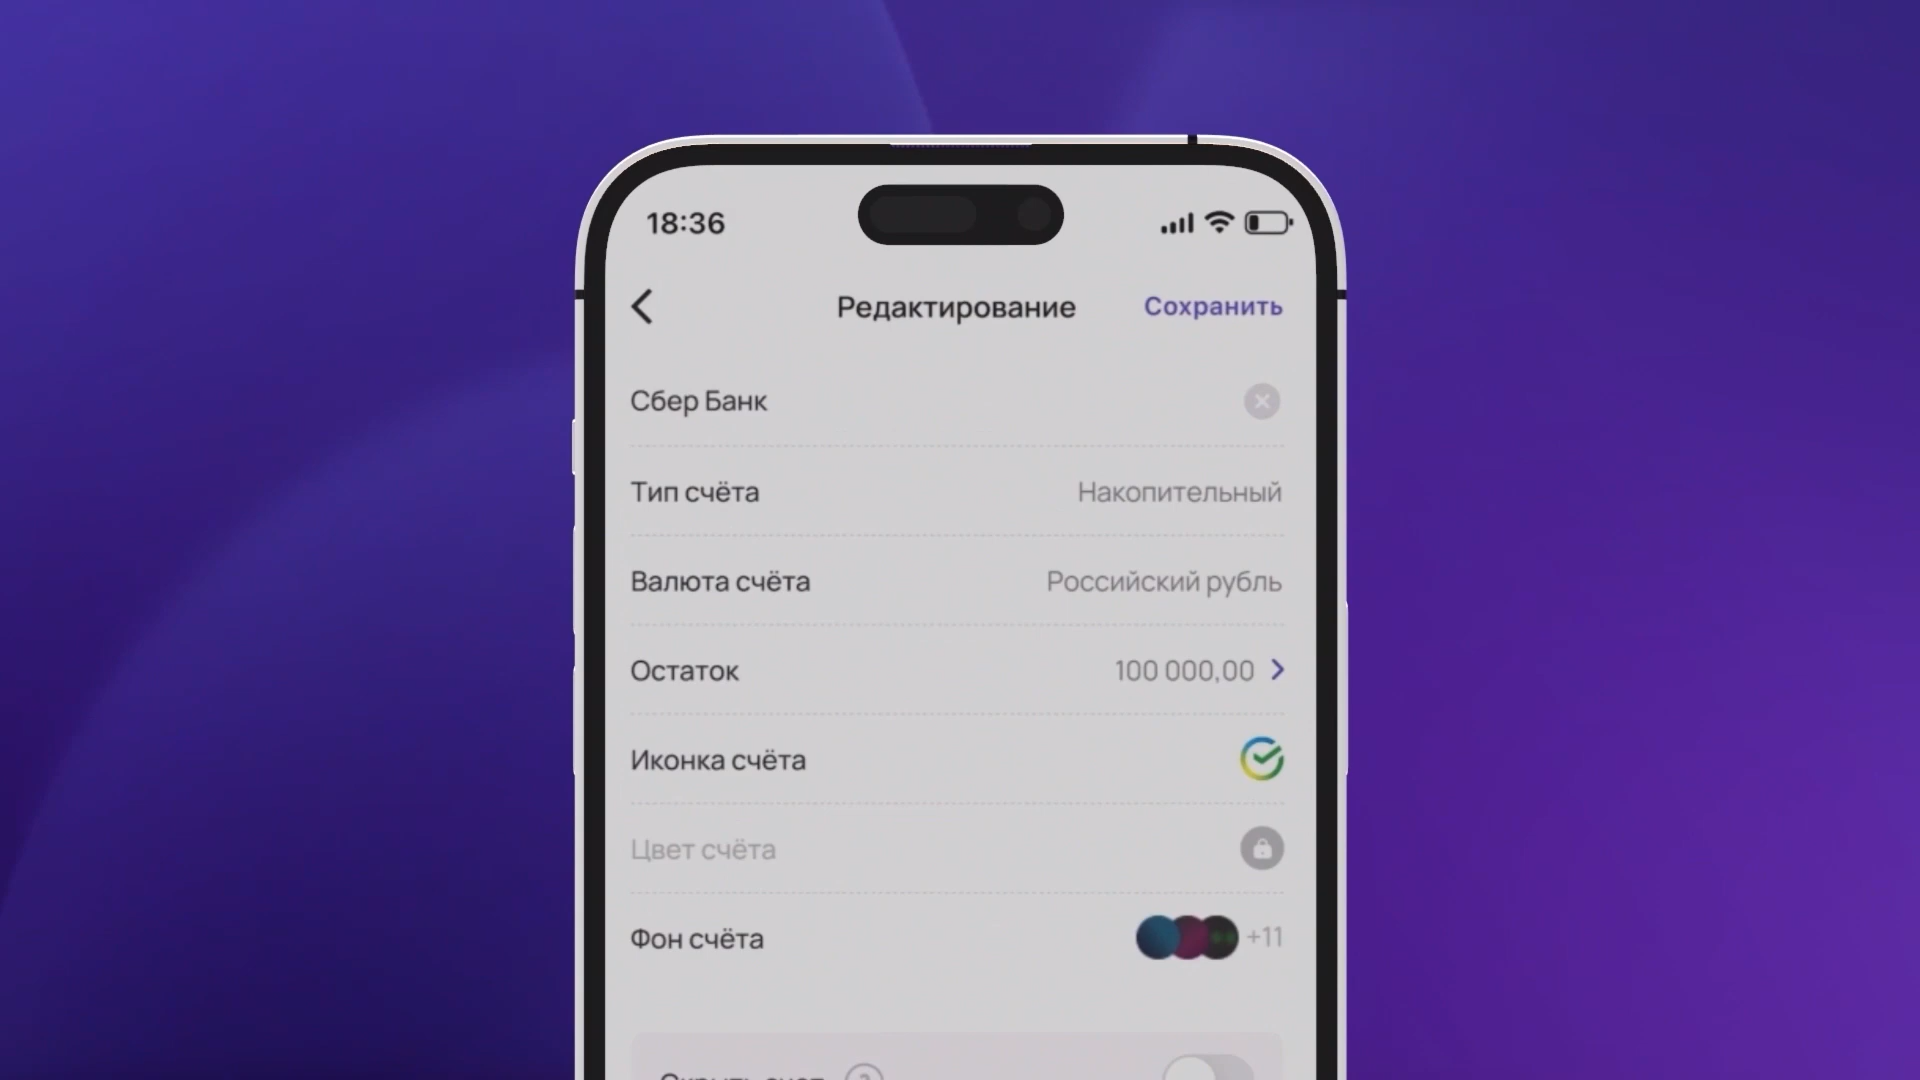 18:36
Редактирование Сохранить
Сбер Банк
Тип счёта Накопительный
Валюта счёта Российский рубль
Остаток 100 000,00
Иконка счёта
Цвет счёта
Фон счёта +11